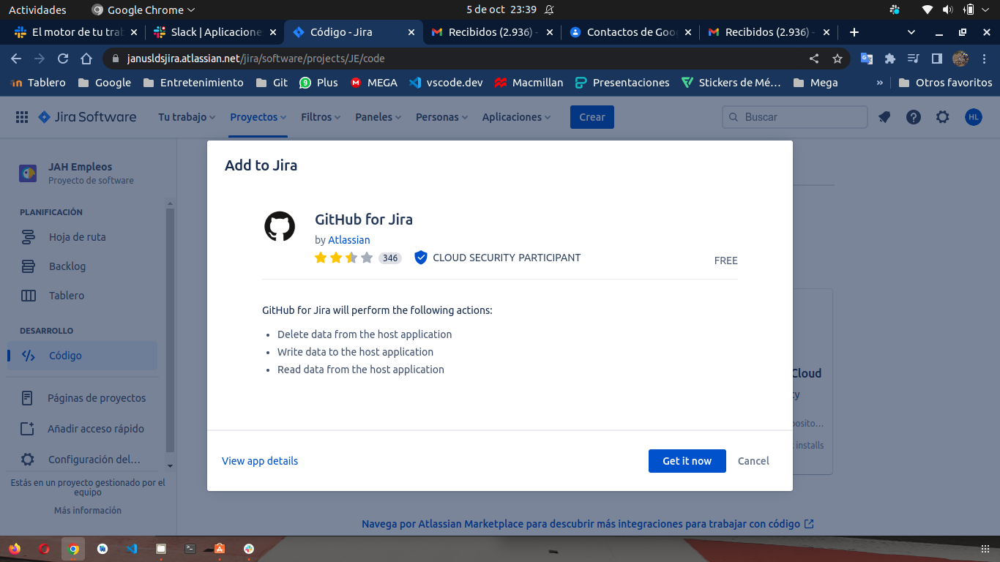 Actividades
Google Chrome
5 de oct 23:39
El motor de tu tra
Slack | Aplicacione
Código - Jira
Recibidos (2.936) -
Contactos de Goo
Recibidos (2.936) -
janusldsjira.atlassian.net/jira/software/projects/JE/code
Tablero
Google
Entretenimiento
Git
Plus
MEGA
vscode.dev
Macmillan
Presentaciones
Stickers de Mé…
Mega
»
Otros favoritos
Jira Software
Tu trabajo
Proyectos
Filtros
Paneles
Personas
Aplicaciones
Crear
Buscar
HL
JAH Empleos
Proyecto de software
PLANIFICACIÓN
Hoja de ruta
Backlog
Tablero
DESARROLLO
Código
Páginas de proyectos
Añadir acceso rápido
Configuración del…
Estás en un proyecto gestionado por el
equipo
Más información
Add to Jira
GitHub for Jira
by Atlassian
346
CLOUD SECURITY PARTICIPANT
FREE
GitHub for Jira will perform the following actions:
• Delete data from the host application
• Write data to the host application
• Read data from the host application
View app details
Get it now
Cancel
Cloud
ty
posito…
installs
Navega por Atlassian Marketplace para descubrir más integraciones para trabajar con código